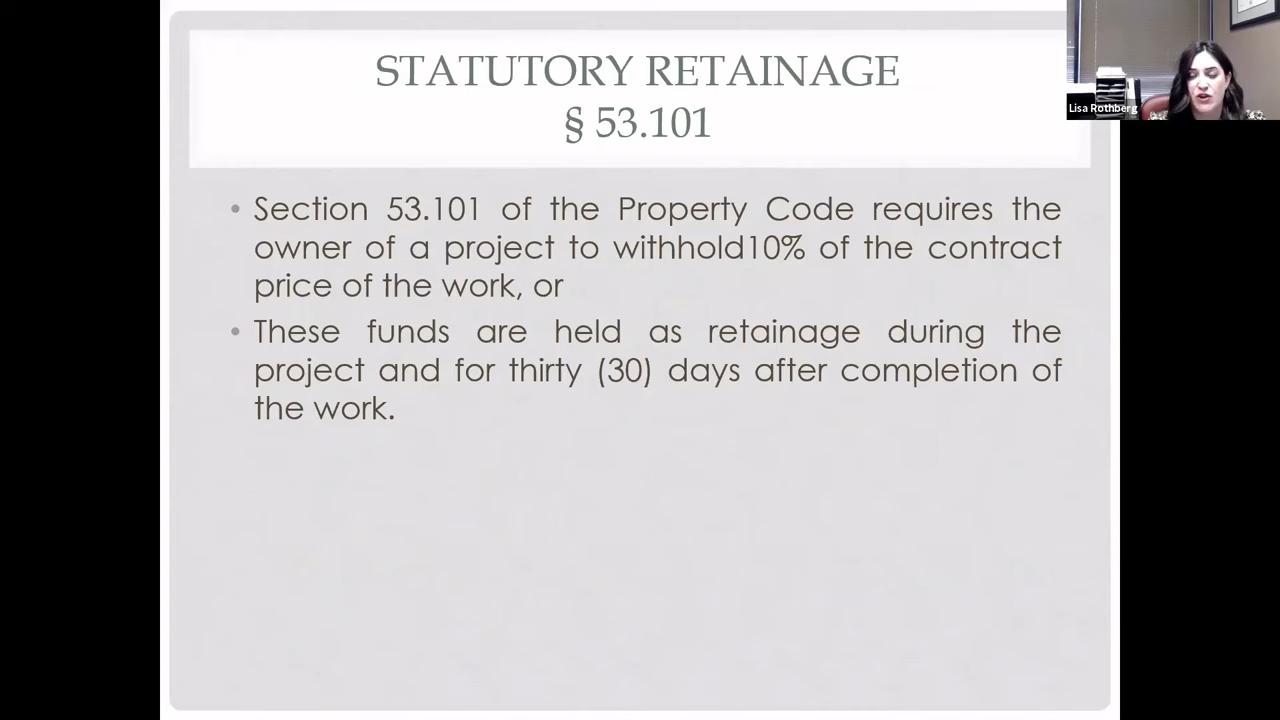 STATUTORY RETAINAGE
§ 53.101
Lisa Rothberg
• Section 53.101 of the Property Code requires the
owner of a project to withhold10% of the contract
price of the work, or
• These funds are held as retainage during the
project and for thirty (30) days after completion of
the work.